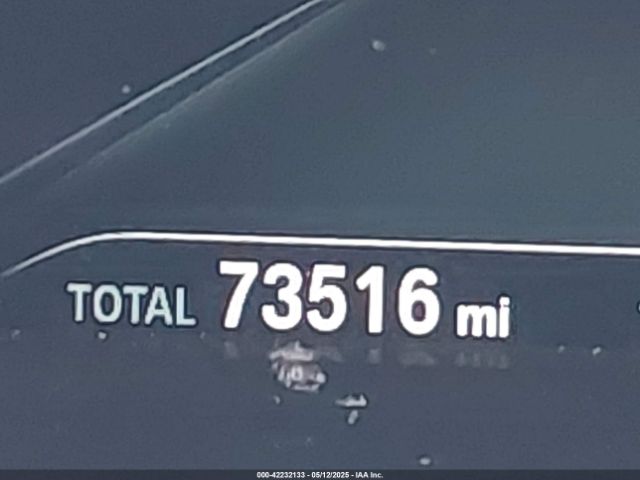 TOTAL 73516 mi
000-42232133 - 05/12/2025 - IAA Inc.